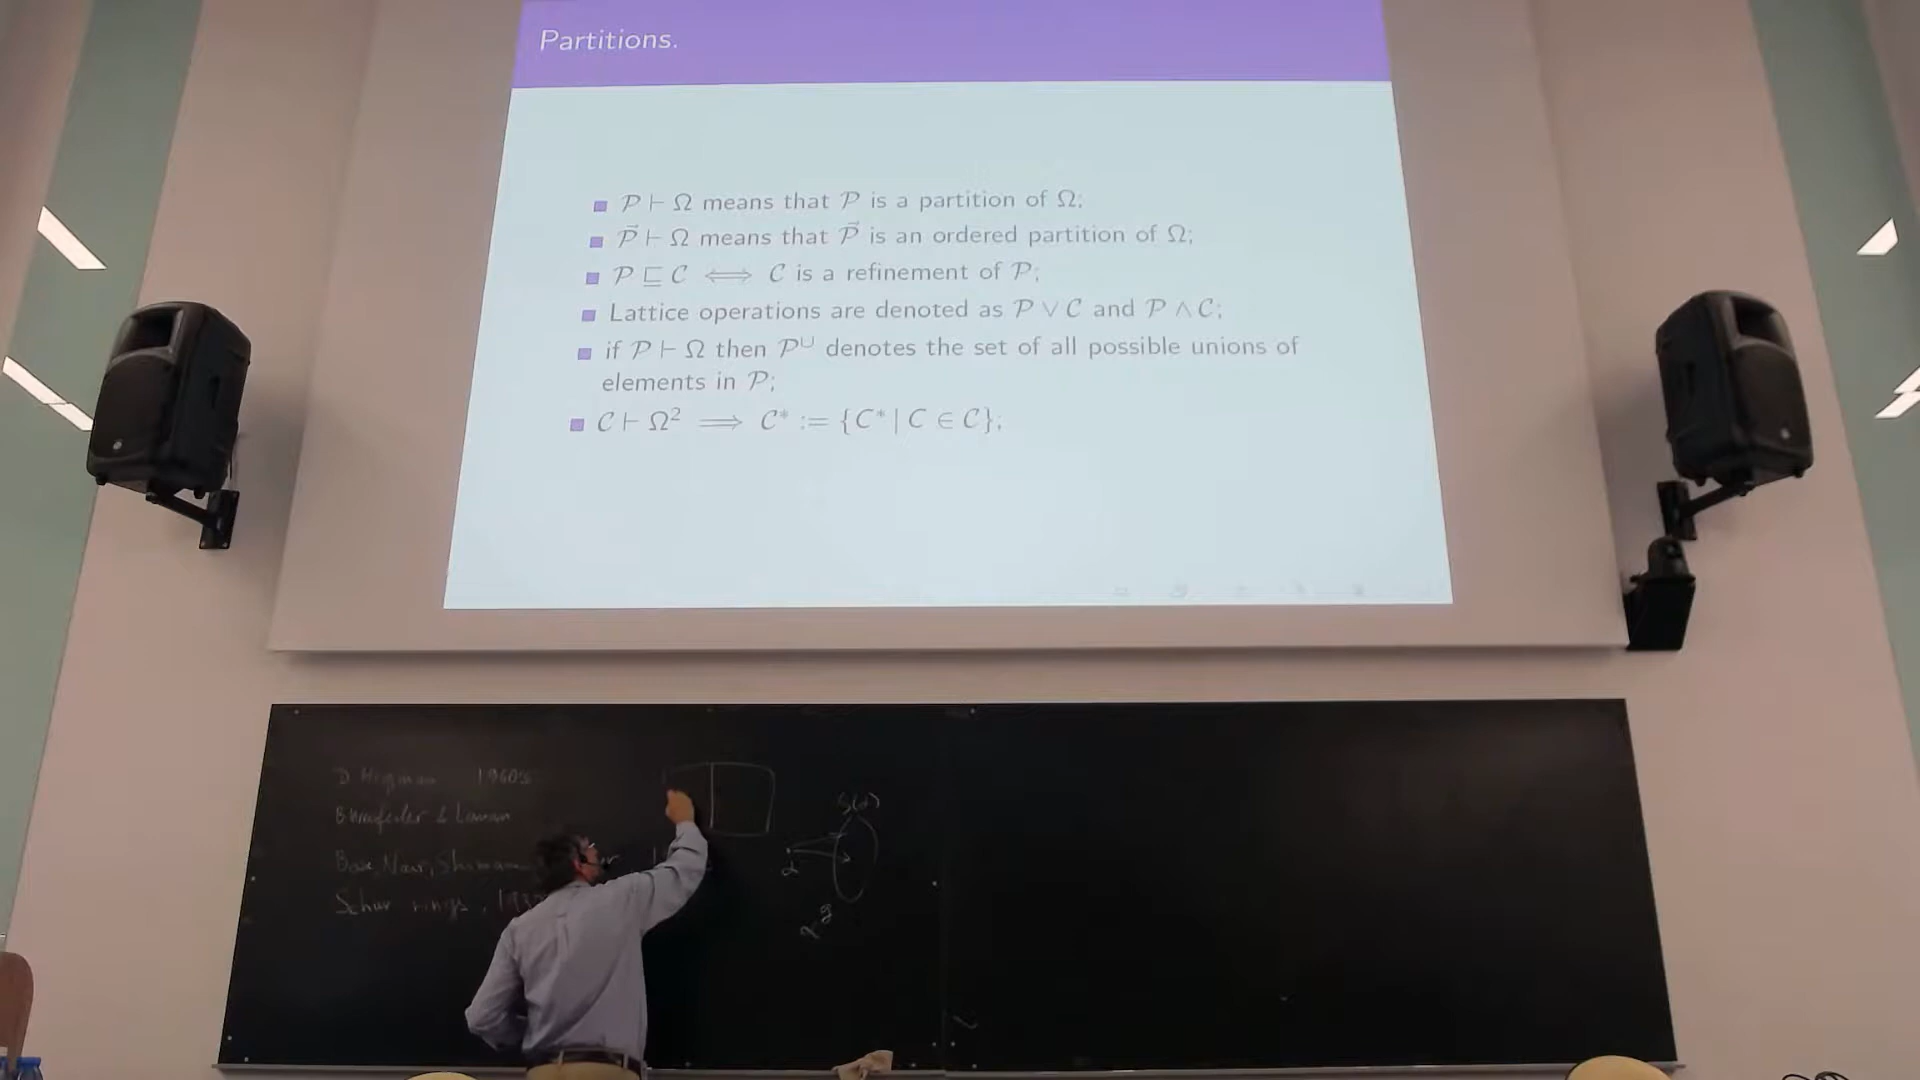 Partitions.
𝒫 ⊢ Ω means that 𝒫 is a partition of Ω;
𝒫⃗ ⊢ Ω means that 𝒫⃗ is an ordered partition of Ω;
𝒫 ⊑ 𝒞 ⟺ 𝒞 is a refinement of 𝒫;
Lattice operations are denoted as 𝒫 ∨ 𝒞 and 𝒫 ∧ 𝒞;
if 𝒫 ⊢ Ω then 𝒫^∪ denotes the set of all possible unions of
elements in 𝒫;
𝒞 ⊢ Ω² ⟹ 𝒞* := {C* | C ∈ 𝒞};
D Higman 1960's
&
Schur rings, 193
S(α)
α
α^g